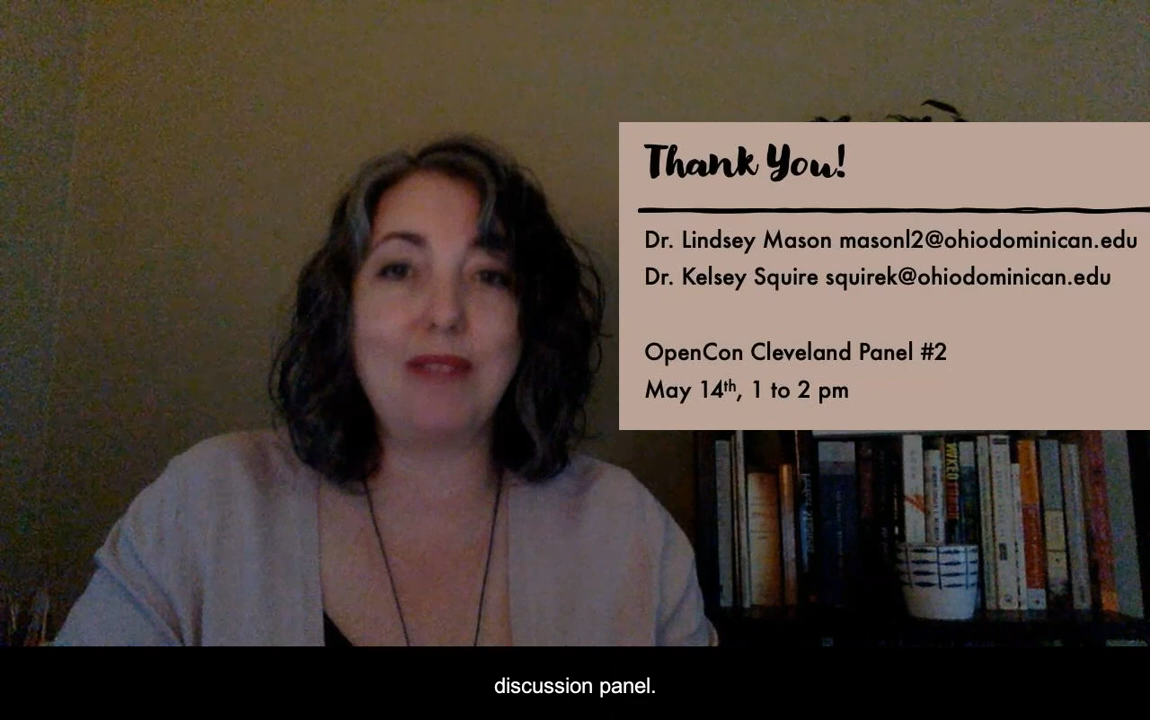 Thank You!
Dr. Lindsey Mason masonl2@ohiodominican.edu
Dr. Kelsey Squire squirek@ohiodominican.edu
OpenCon Cleveland Panel #2
May 14th, 1 to 2 pm
discussion panel.